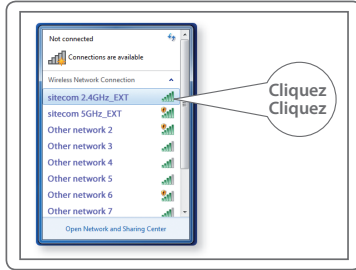 Not connected
Connections are available
Wireless Network Connection
sitecom 2.4GHz_EXT
sitecom 5GHz_EXT
Other network 2
Other network 3
Other network 4
Other network 5
Other network 6
Other network 7
Open Network and Sharing Center
Cliquez
Cliquez